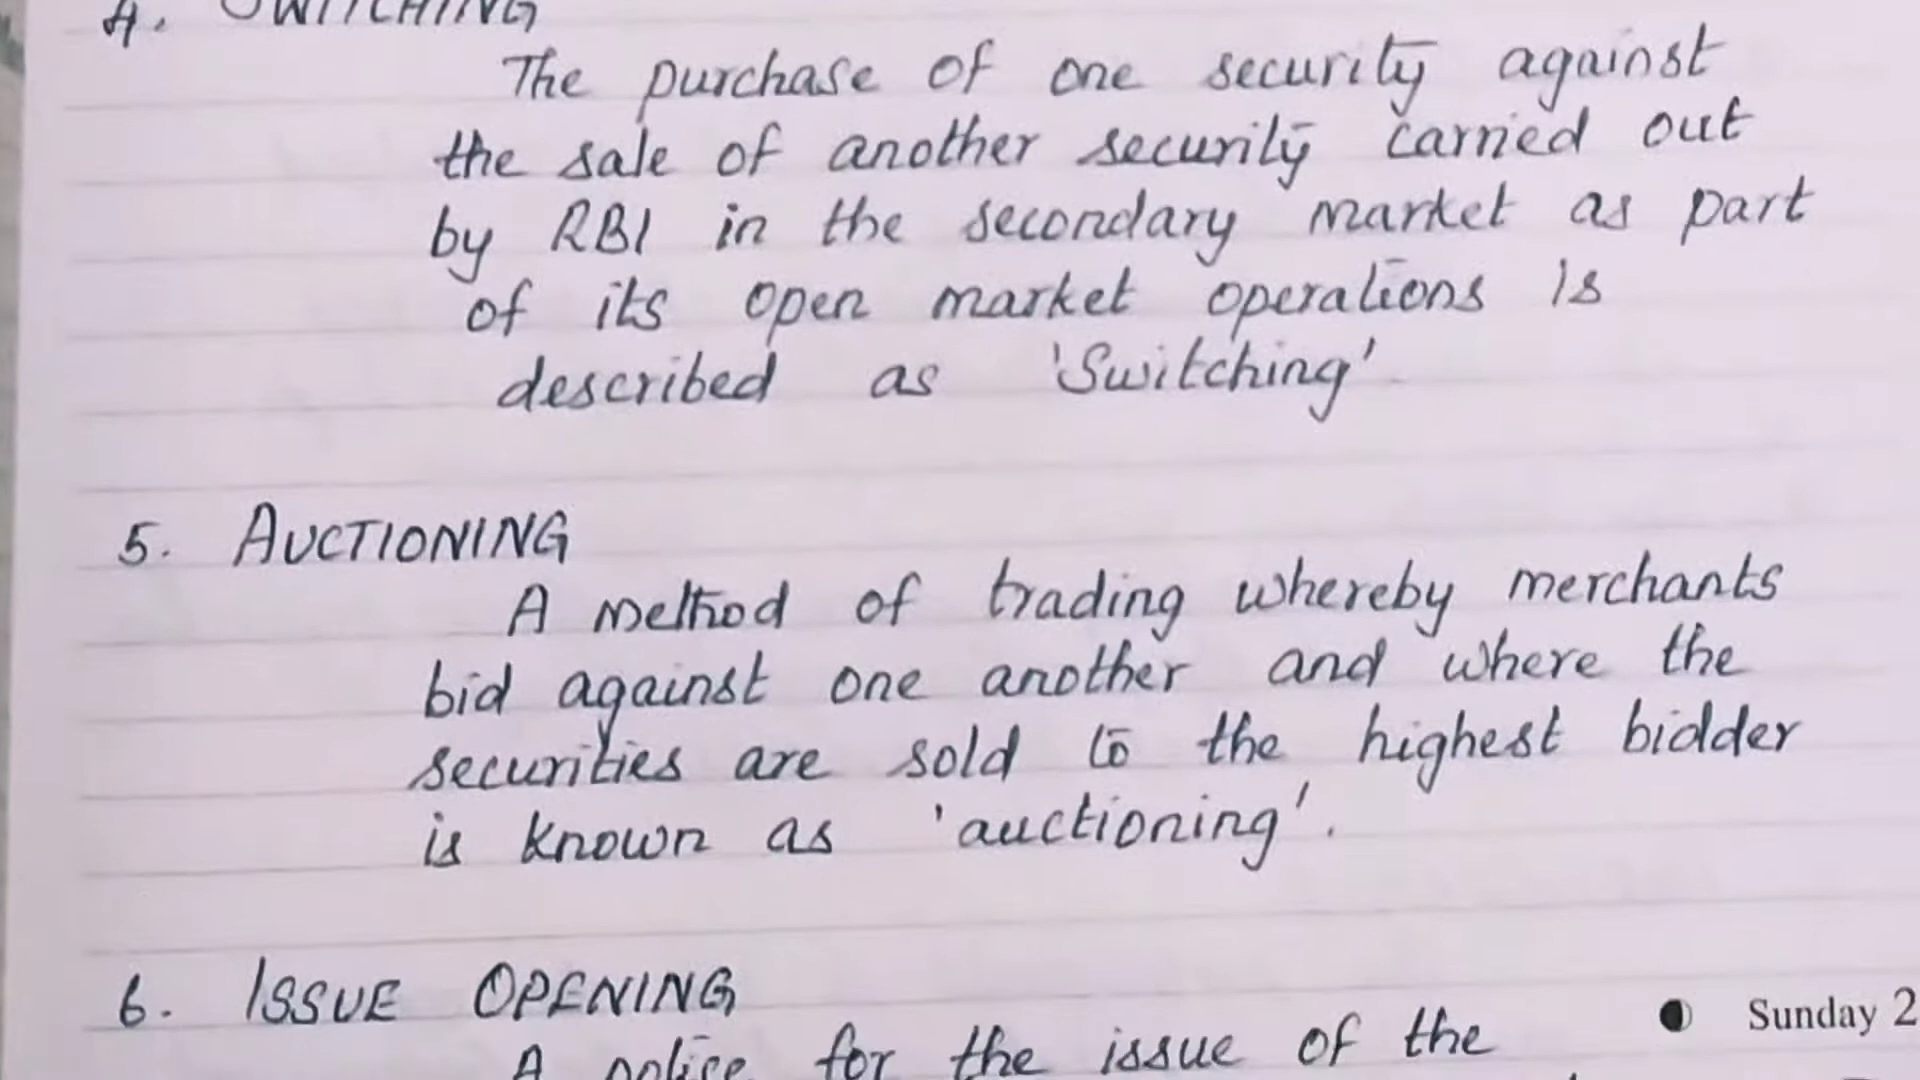 4. SWITCHING
The purchase of one security against
the sale of another security carried out
by RBI in the secondary market as part
of its open market operations is
described as 'Switching'
5. AUCTIONING
A method of trading whereby merchants
bid against one another and where the
securities are sold to the highest bidder
is known as 'auctioning'.
6. ISSUE OPENING
Sunday 2
A notice for the issue of the